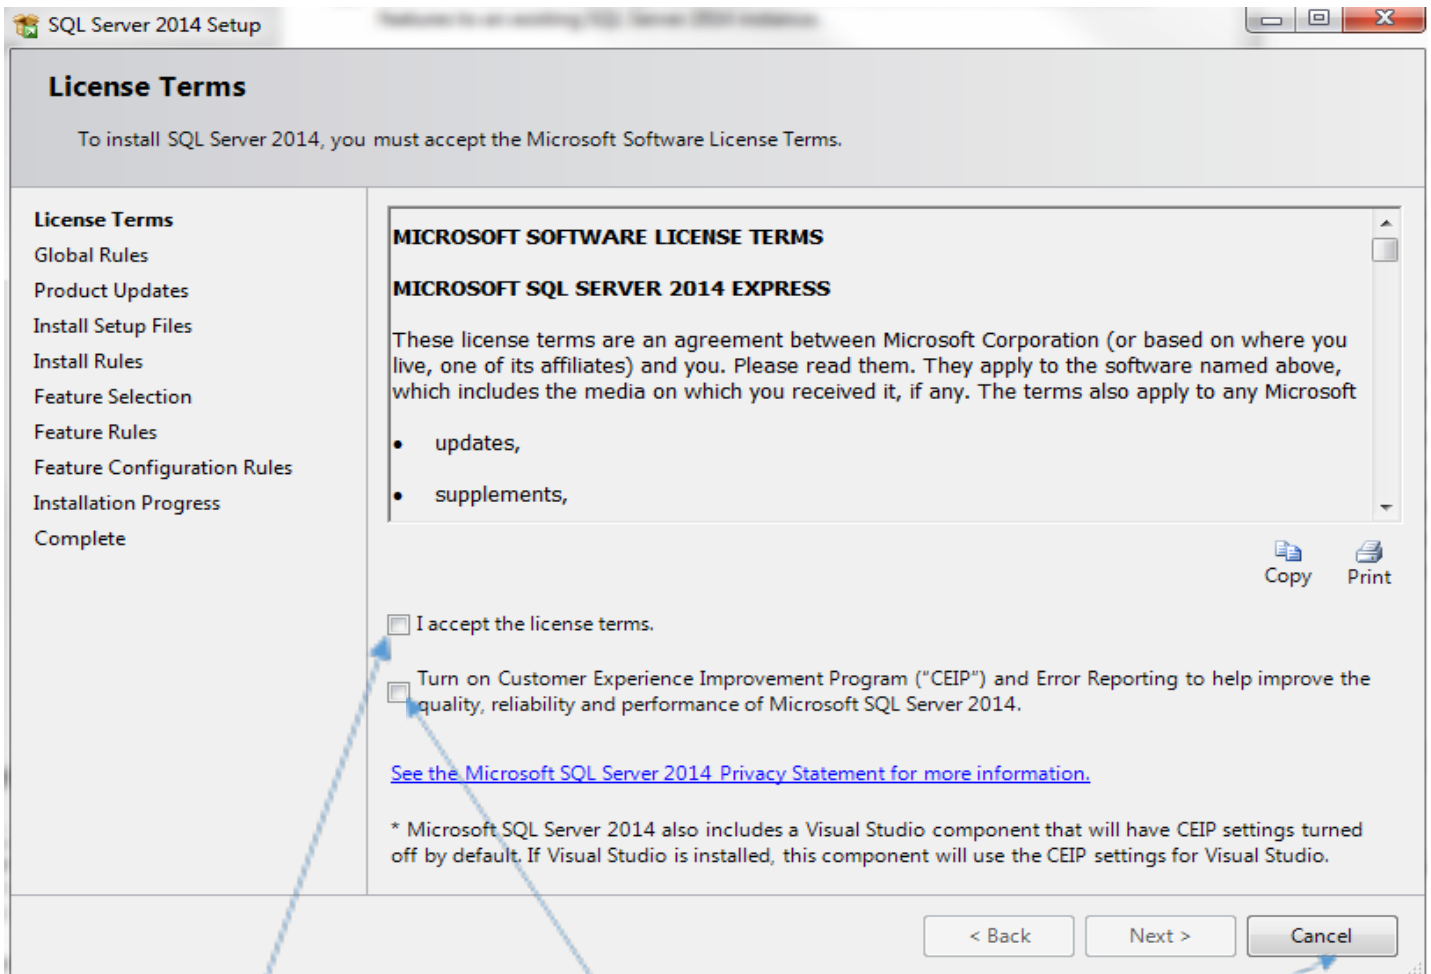 features to an existing SQL Server 2014 instance.
SQL Server 2014 Setup
License Terms
To install SQL Server 2014, you must accept the Microsoft Software License Terms.
License Terms
Global Rules
Product Updates
Install Setup Files
Install Rules
Feature Selection
Feature Rules
Feature Configuration Rules
Installation Progress
Complete
MICROSOFT SOFTWARE LICENSE TERMS
MICROSOFT SQL SERVER 2014 EXPRESS
These license terms are an agreement between Microsoft Corporation (or based on where you
live, one of its affiliates) and you. Please read them. They apply to the software named above,
which includes the media on which you received it, if any. The terms also apply to any Microsoft
• updates,
• supplements,
Copy Print
I accept the license terms.
Turn on Customer Experience Improvement Program ("CEIP") and Error Reporting to help improve the
quality, reliability and performance of Microsoft SQL Server 2014.
See the Microsoft SQL Server 2014 Privacy Statement for more information.
* Microsoft SQL Server 2014 also includes a Visual Studio component that will have CEIP settings turned
off by default. If Visual Studio is installed, this component will use the CEIP settings for Visual Studio.
< Back Next > Cancel